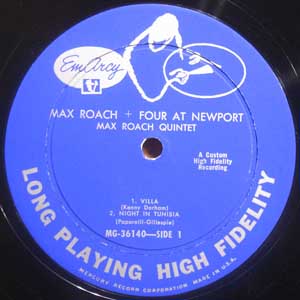 EmArcy
MAX ROACH + FOUR AT NEWPORT
MAX ROACH QUINTET
A Custom
High Fidelity
Recording
1. VILLA
(Kenny Dorham)
2. NIGHT IN TUNISIA
(Paparelli-Gillespie)
MG-36140—SIDE 1
LONG PLAYING HIGH FIDELITY
MERCURY RECORD CORPORATION MADE IN U.S.A.